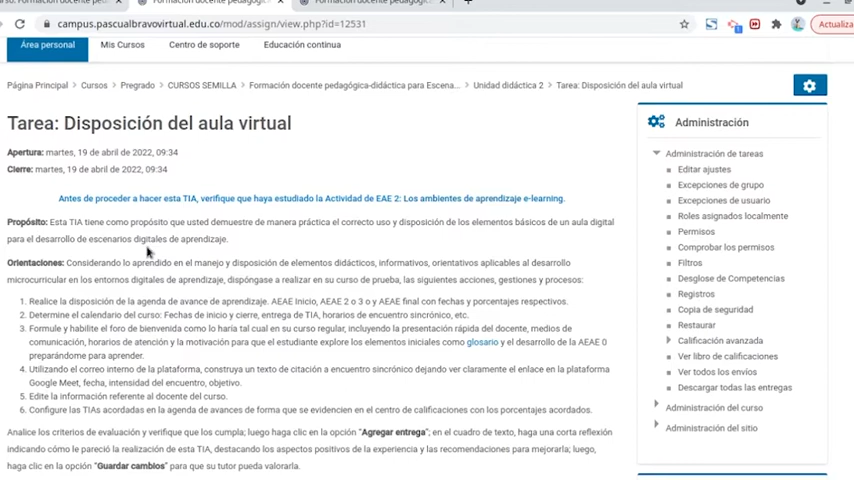 campus.pascualbravovirtual.edu.co/mod/assign/view.php?id=12531
Actualiza
Área personal
Mis Cursos
Centro de soporte
Educación continua
Página Principal > Cursos > Pregrado > CURSOS SEMILLA > Formación docente pedagógica-didáctica para Escena... > Unidad didáctica 2 > Tarea: Disposición del aula virtual
Tarea: Disposición del aula virtual
Apertura: martes, 19 de abril de 2022, 09:34
Cierre: martes, 19 de abril de 2022, 09:34
Antes de proceder a hacer esta TIA, verifique que haya estudiado la Actividad de EAE 2: Los ambientes de aprendizaje e-learning.
Propósito: Esta TIA tiene como propósito que usted demuestre de manera práctica el correcto uso y disposición de los elementos básicos de un aula digital
para el desarrollo de escenarios digitales de aprendizaje.
Orientaciones: Considerando lo aprendido en el manejo y disposición de elementos didácticos, informativos, orientativos aplicables al desarrollo
microcurricular en los entornos digitales de aprendizaje, dispóngase a realizar en su curso de prueba, las siguientes acciones, gestiones y procesos:
1. Realice la disposición de la agenda de avance de aprendizaje. AEAE Inicio, AEAE 2 o 3 o y AEAE final con fechas y porcentajes respectivos.
2. Determine el calendario del curso: Fechas de inicio y cierre, entrega de TIA, horarios de encuentro sincrónico, etc.
3. Formule y habilite el foro de bienvenida como lo haría tal cual en su curso regular, incluyendo la presentación rápida del docente, medios de
comunicación, horarios de atención y la motivación para que el estudiante explore los elementos iniciales como glosario y el desarrollo de la AEAE 0
preparándome para aprender.
4. Utilizando el correo interno de la plataforma, construya un texto de citación a encuentro sincrónico dejando ver claramente el enlace en la plataforma
Google Meet, fecha, intensidad del encuentro, objetivo.
5. Edite la información referente al docente del curso.
6. Configure las TIAs acordadas en la agenda de avances de forma que se evidencien en el centro de calificaciones con los porcentajes acordados.
Analice los criterios de evaluación y verifique que los cumpla; luego haga clic en la opción "Agregar entrega"; en el cuadro de texto, haga una corta reflexión
indicando cómo le pareció la realización de esta TIA, destacando los aspectos positivos de la experiencia y las recomendaciones para mejorarla; luego,
haga clic en la opción "Guardar cambios" para que su tutor pueda valorarla.
Administración
Administración de tareas
Editar ajustes
Excepciones de grupo
Excepciones de usuario
Roles asignados localmente
Permisos
Comprobar los permisos
Filtros
Desglose de Competencias
Registros
Copia de seguridad
Restaurar
Calificación avanzada
Ver libro de calificaciones
Ver todos los envíos
Descargar todas las entregas
Administración del curso
Administración del sitio